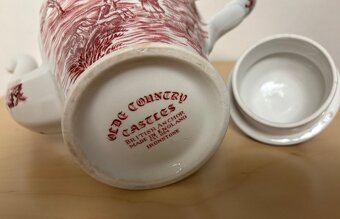 OLDE COUNTRY
CASTLES
BRITISH ANCHOR
MADE IN ENGLAND
IRONSTONE